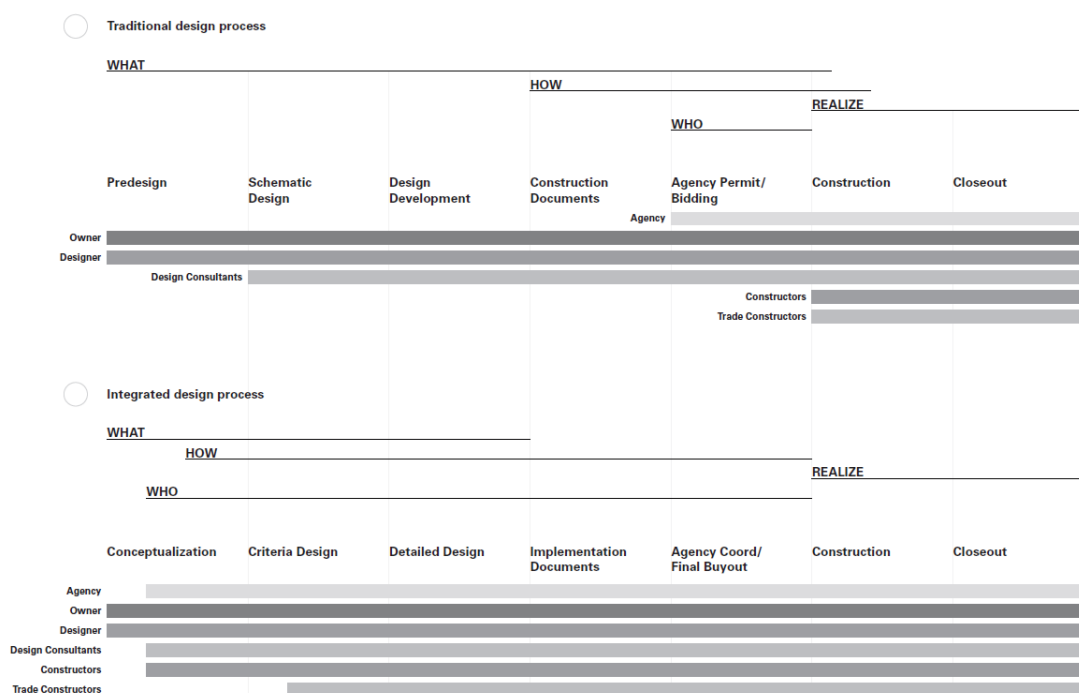 Traditional design process
WHAT
HOW
REALIZE
WHO
Predesign
Schematic
Design
Design
Development
Construction
Documents
Agency Permit/
Bidding
Construction
Closeout
Agency
Owner
Designer
Design Consultants
Constructors
Trade Constructors
Integrated design process
WHAT
HOW
REALIZE
WHO
Conceptualization
Criteria Design
Detailed Design
Implementation
Documents
Agency Coord/
Final Buyout
Construction
Closeout
Agency
Owner
Designer
Design Consultants
Constructors
Trade Constructors